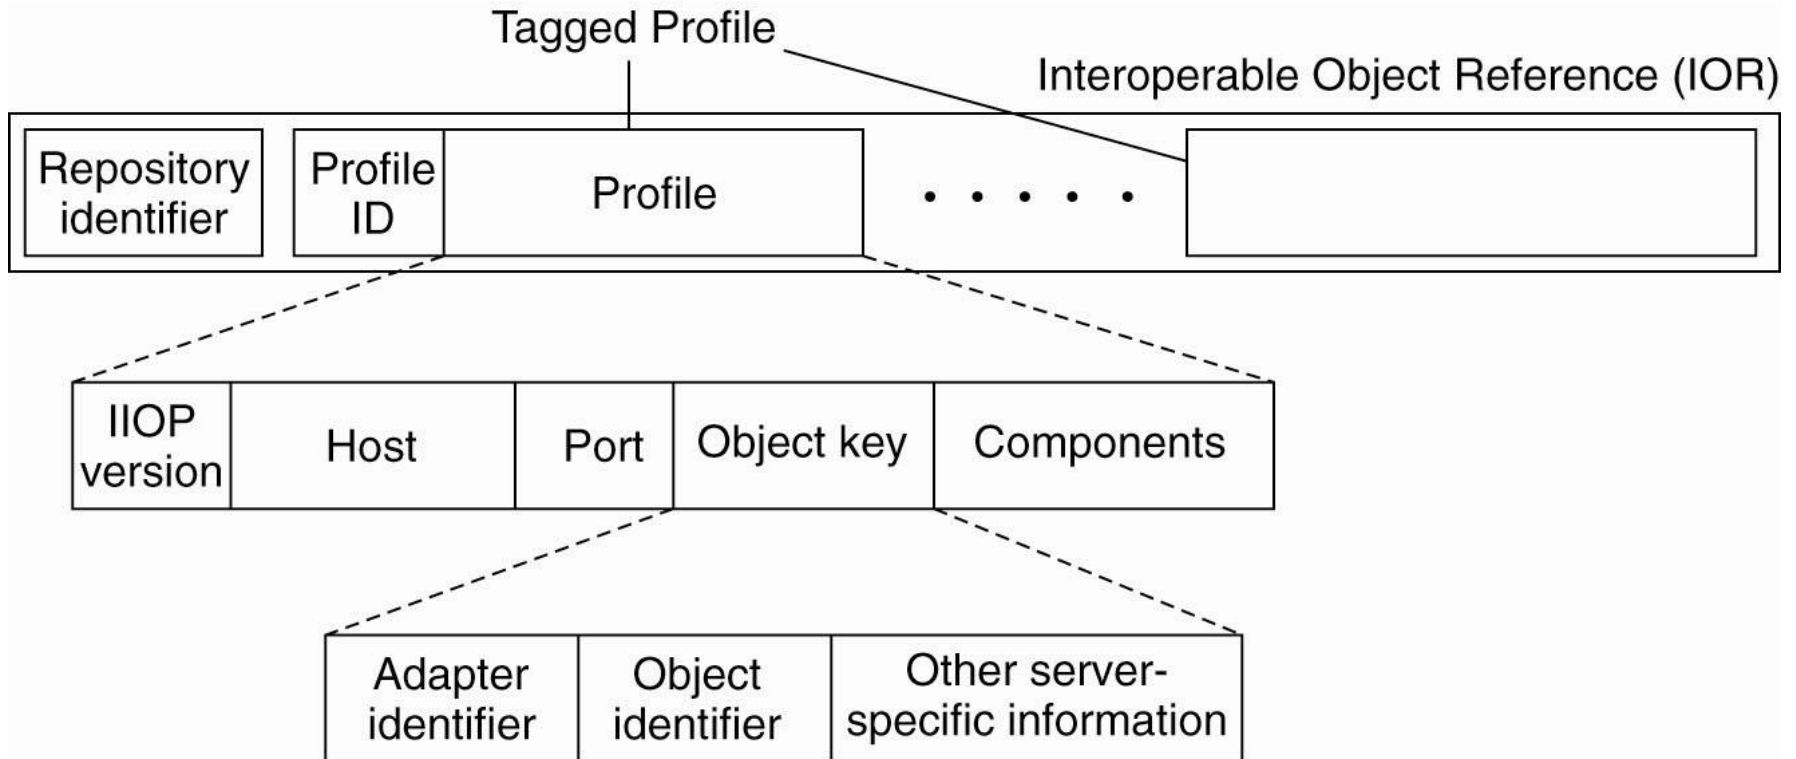 Tagged Profile
Interoperable Object Reference (IOR)
Repository
identifier
Profile
ID
Profile
IIOP
version
Host
Port
Object key
Components
Adapter
identifier
Object
identifier
Other server-
specific information